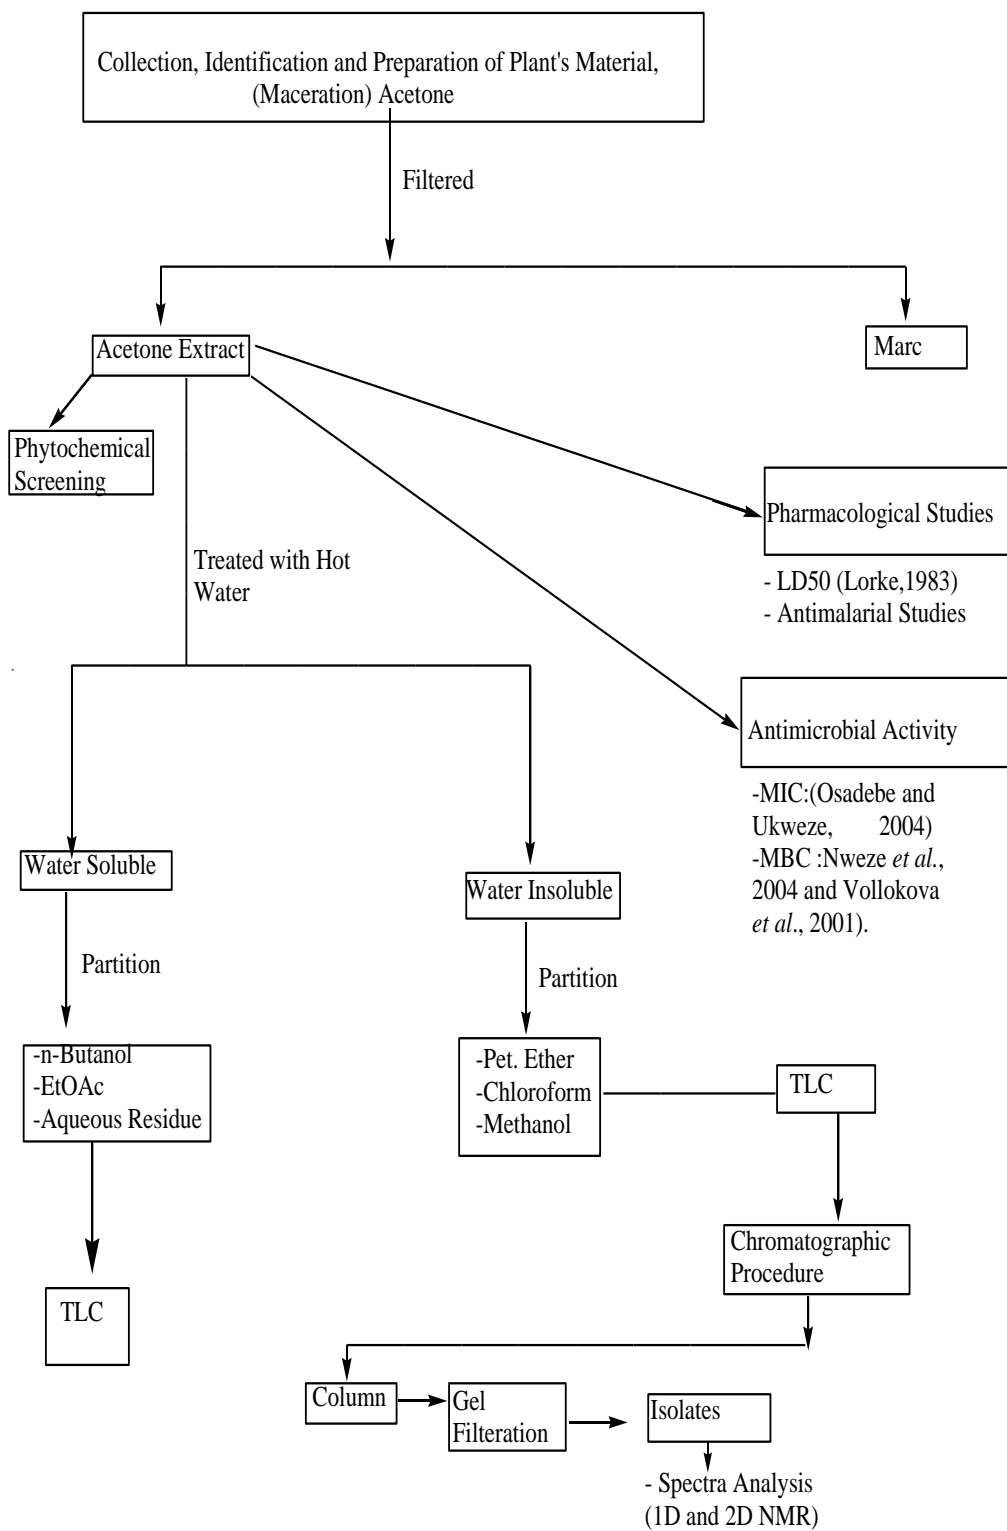 Collection, Identification and Preparation of Plant's Material,
(Maceration) Acetone
Filtered
Acetone Extract
Marc
Phytochemical
Screening
Pharmacological Studies
- LD50 (Lorke,1983)
- Antimalarial Studies
Treated with Hot
Water
Antimicrobial Activity
-MIC:(Osadebe and
Ukweze, 2004)
-MBC :Nweze et al.,
2004 and Vollokova
et al., 2001).
Water Soluble
Water Insoluble
Partition
Partition
-n-Butanol
-EtOAc
-Aqueous Residue
-Pet. Ether
-Chloroform
-Methanol
TLC
Chromatographic
Procedure
TLC
Column
Gel
Filteration
Isolates
- Spectra Analysis
(1D and 2D NMR)